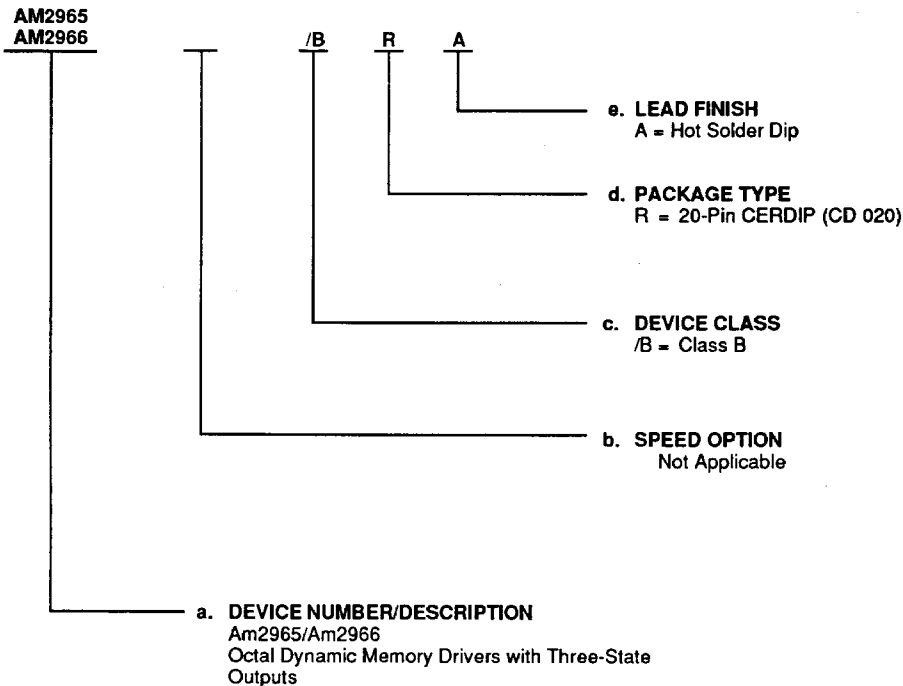 AM2965
AM2966
/B R A
e. LEAD FINISH
A = Hot Solder Dip
d. PACKAGE TYPE
R = 20-Pin CERDIP (CD 020)
c. DEVICE CLASS
/B = Class B
b. SPEED OPTION
Not Applicable
a. DEVICE NUMBER/DESCRIPTION
Am2965/Am2966
Octal Dynamic Memory Drivers with Three-State
Outputs